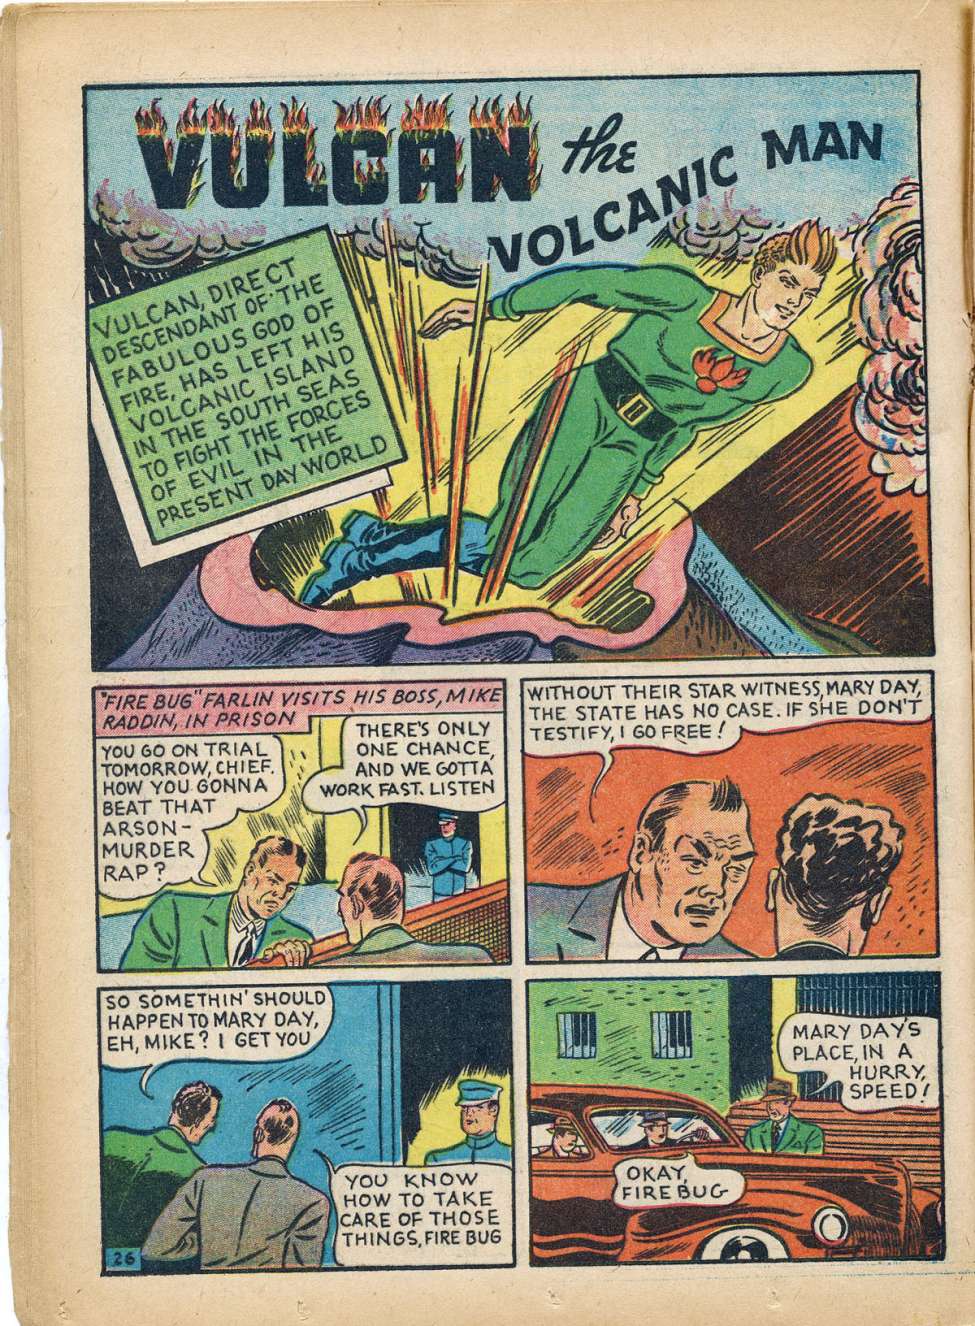 VULCAN the
VOLCANIC MAN
VULCAN, DIRECT
DESCENDANT OF THE
FABULOUS GOD OF
FIRE, HAS LEFT HIS
VOLCANIC ISLAND
IN THE SOUTH SEAS
TO FIGHT THE FORCES
OF EVIL IN THE
PRESENT DAY WORLD
"FIRE BUG" FARLIN VISITS HIS BOSS, MIKE
RADDIN, IN PRISON
YOU GO ON TRIAL
TOMORROW, CHIEF.
HOW YOU GONNA
BEAT THAT
ARSON-
MURDER
RAP?
THERE'S ONLY
ONE CHANCE,
AND WE GOTTA
WORK FAST. LISTEN
WITHOUT THEIR STAR WITNESS, MARY DAY,
THE STATE HAS NO CASE. IF SHE DON'T
TESTIFY, I GO FREE!
SO SOMETHIN' SHOULD
HAPPEN TO MARY DAY,
EH, MIKE? I GET YOU
YOU KNOW
HOW TO TAKE
CARE OF THOSE
THINGS, FIRE BUG
26
MARY DAY'S
PLACE, IN A
HURRY,
SPEED!
OKAY,
FIRE BUG